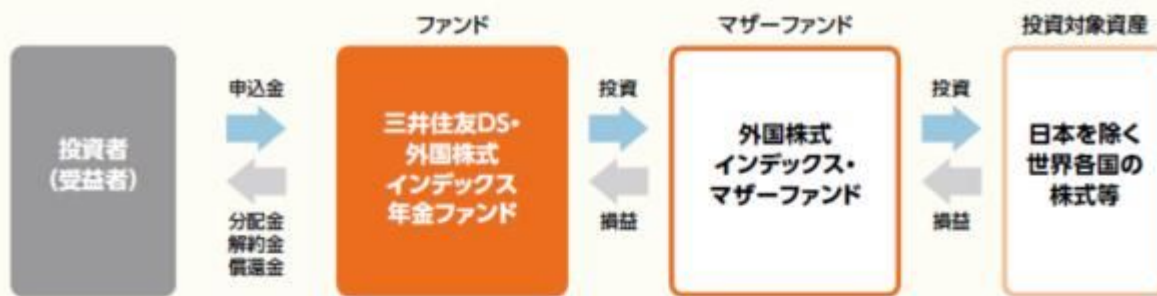 ファンド
マザーファンド
投資対象資産
投資者
(受益者)
申込金
分配金
解約金
償還金
三井住友DS・
外国株式
インデックス
年金ファンド
投資
損益
外国株式
インデックス・
マザーファンド
投資
損益
日本を除く
世界各国の
株式等